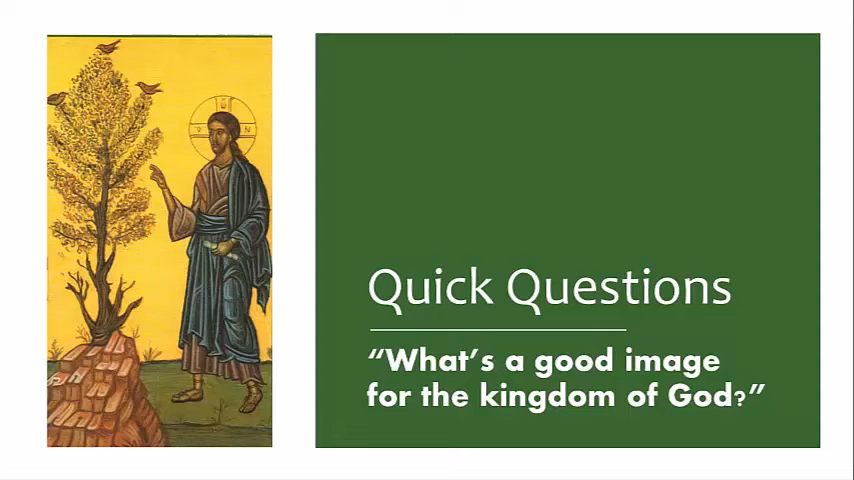 Quick Questions
“What’s a good image
for the kingdom of God?”